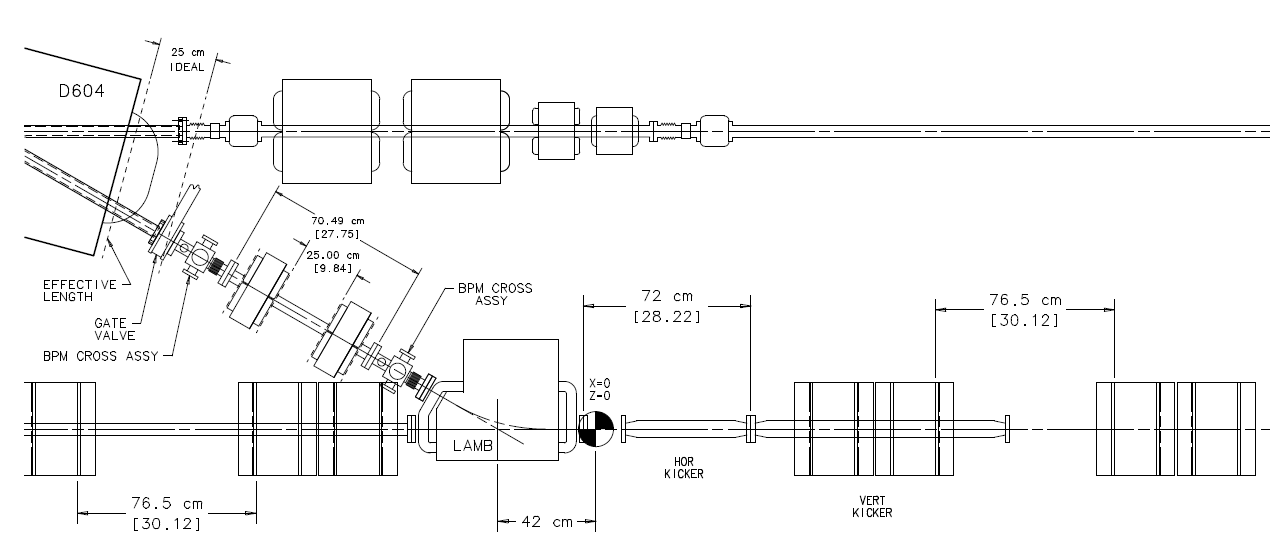 25 cm
IDEAL
D604
70.49 cm
[27.75]
25.00 cm
[9.84]
EFFECTIVE
LENGTH
GATE
VALVE
BPM CROSS ASSY
BPM CROSS
ASSY
72 cm
[28.22]
76.5 cm
[30.12]
X=0
Z=0
LAMB
HOR
KICKER
VERT
KICKER
76.5 cm
[30.12]
42 cm